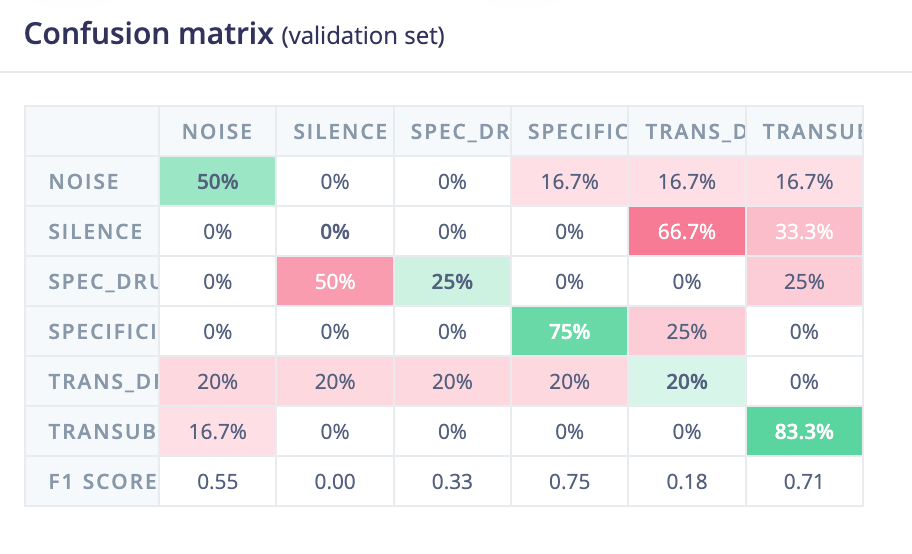 Confusion matrix (validation set)
NOISE SILENCE SPEC_DR SPECIFIC TRANS_D TRANSUE
NOISE 50% 0% 0% 16.7% 16.7% 16.7%
SILENCE 0% 0% 0% 0% 66.7% 33.3%
SPEC_DRU 0% 50% 25% 0% 0% 25%
SPECIFICI 0% 0% 0% 75% 25% 0%
TRANS_DI 20% 20% 20% 20% 20% 0%
TRANSUB 16.7% 0% 0% 0% 0% 83.3%
F1 SCORE 0.55 0.00 0.33 0.75 0.18 0.71